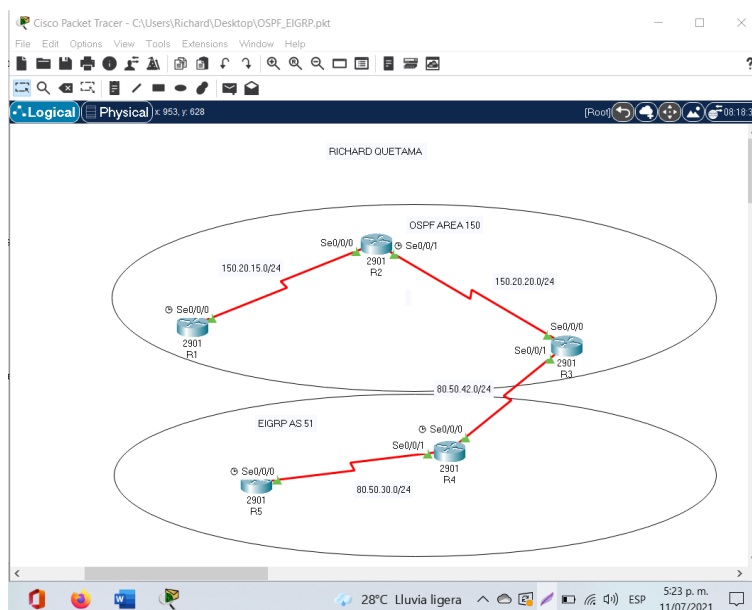 Cisco Packet Tracer - C:\Users\Richard\Desktop\OSPF_EIGRP.pkt
File Edit Options View Tools Extensions Window Help
Logical Physical x: 953, y: 628 [Root] 08:18:3
RICHARD QUETAMA
OSPF AREA 150
Se0/0/0 Se0/0/1
2901
R2
150.20.15.0/24
150.20.20.0/24
Se0/0/0
2901
R1
Se0/0/0
Se0/0/1
2901
R3
80.50.42.0/24
EIGRP AS 51
Se0/0/0
Se0/0/1
2901
R4
Se0/0/0
2901
R5
80.50.30.0/24
28°C Lluvia ligera ESP 5:23 p. m.
11/07/2021